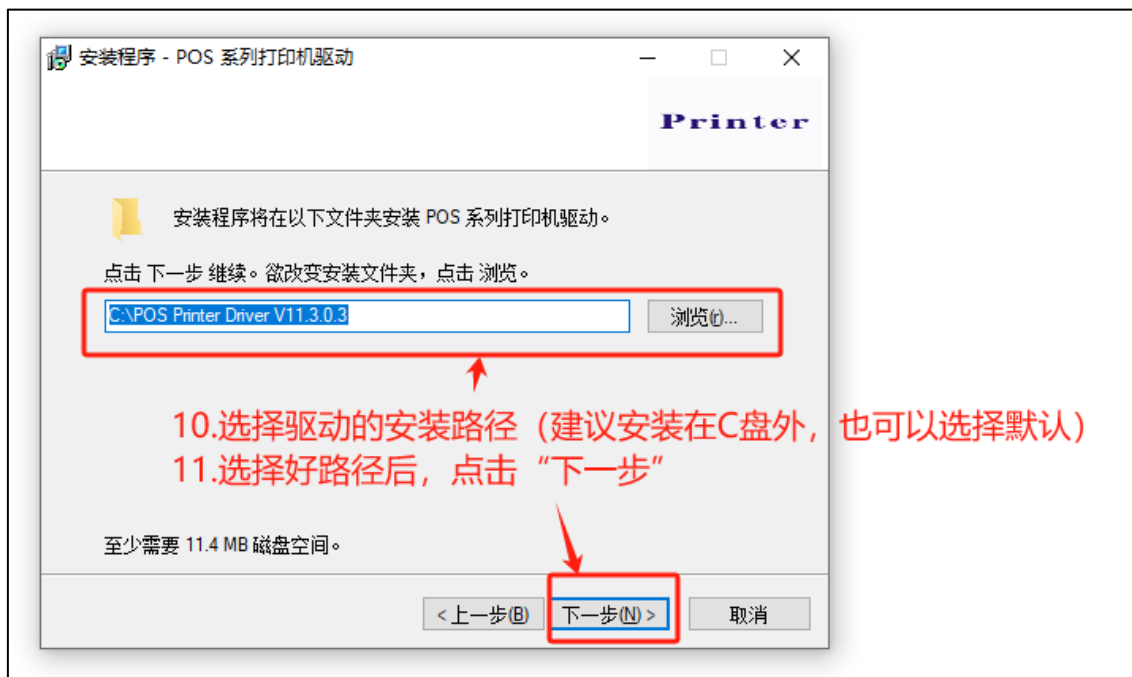 安装程序 - POS 系列打印机驱动
Printer
安装程序将在以下文件夹安装 POS 系列打印机驱动。
点击 下一步 继续。欲改变安装文件夹，点击 浏览。
C:\POS Printer Driver V11.3.0.3
浏览(r)...
10.选择驱动的安装路径（建议安装在C盘外，也可以选择默认）
11.选择好路径后，点击“下一步”
至少需要 11.4 MB 磁盘空间。
<上一步(B)
下一步(N)>
取消